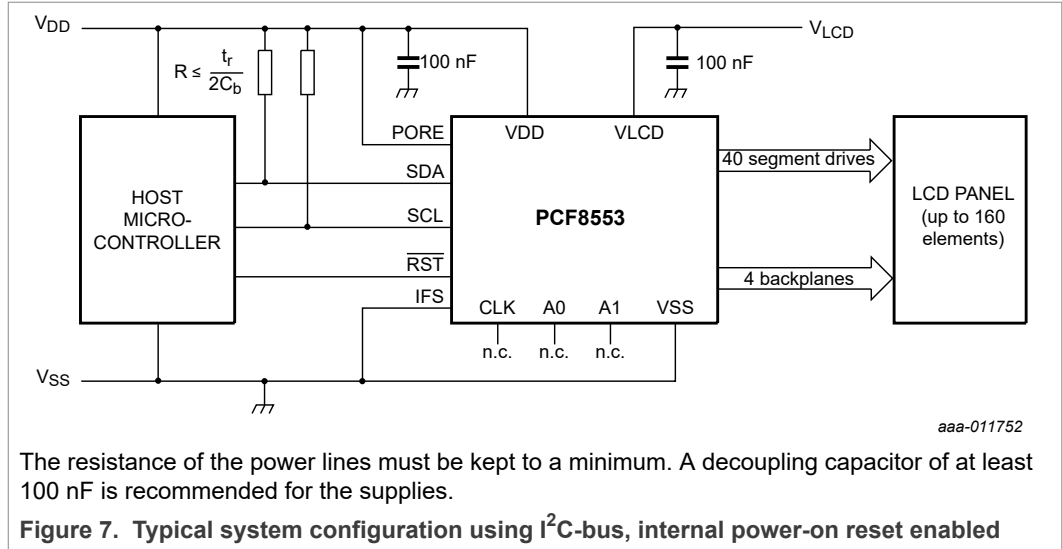 VDD
VLCD
R ≤ tr
2Cb
100 nF
100 nF
PORE
VDD
VLCD
SDA
40 segment drives
HOST
MICRO-
CONTROLLER
SCL
PCF8553
LCD PANEL
(up to 160
elements)
RST
4 backplanes
IFS
CLK
A0
A1
VSS
n.c.
n.c.
n.c.
VSS
aaa-011752
The resistance of the power lines must be kept to a minimum. A decoupling capacitor of at least
100 nF is recommended for the supplies.
Figure 7. Typical system configuration using I²C-bus, internal power-on reset enabled